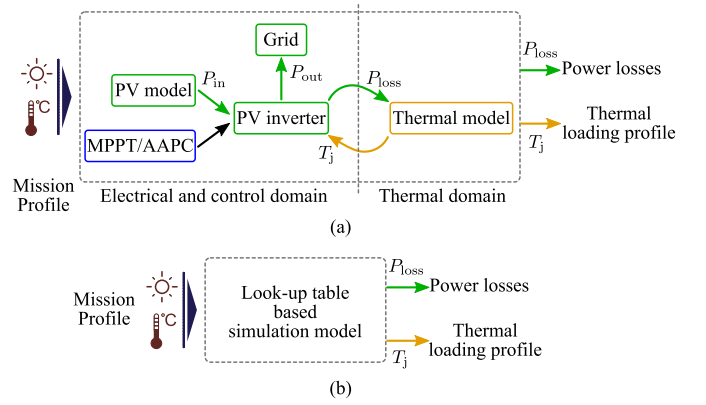 Grid
P_loss
Power losses
P_in
P_out
P_loss
°C
PV model
PV inverter
Thermal model
Thermal
loading profile
MPPT/AAPC
T_j
T_j
Mission
Profile
Electrical and control domain
Thermal domain
(a)
P_loss
Power losses
Mission
Profile
°C
Look-up table
based
simulation model
Thermal
loading profile
T_j
(b)